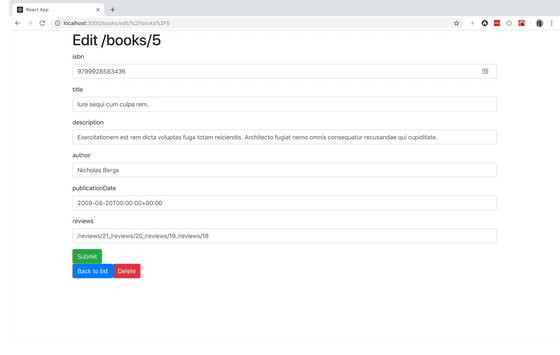 React App
localhost:3000/books/edit/%2Fbooks%2F5
Edit /books/5
isbn
9799928583436
title
Iure sequi cum culpa rem.
description
Exercitationem est rem dicta voluptas fuga totam reiciendis. Architecto fugiat nemo omnis consequatur recusandae qui cupiditate.
author
Nicholas Berge
publicationDate
2009-08-20T00:00:00+00:00
reviews
/reviews/21,/reviews/20,/reviews/19,/reviews/18
Submit
Back to list Delete